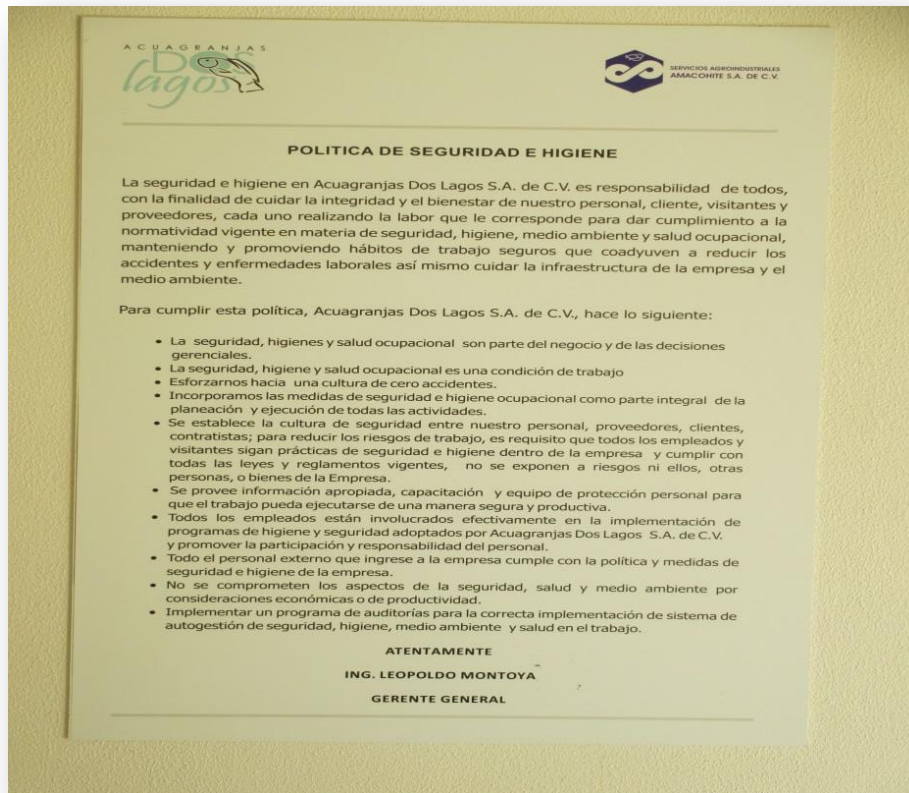 ACUAGRANJAS
DOS
lagos
SERVICIOS AGROINDUSTRIALES
AMACOHITE S.A. DE C.V.
POLITICA DE SEGURIDAD E HIGIENE
La seguridad e higiene en Acuagranjas Dos Lagos S.A. de C.V. es responsabilidad de todos,
con la finalidad de cuidar la integridad y el bienestar de nuestro personal, cliente, visitantes y
proveedores, cada uno realizando la labor que le corresponde para dar cumplimiento a la
normatividad vigente en materia de seguridad, higiene, medio ambiente y salud ocupacional,
manteniendo y promoviendo hábitos de trabajo seguros que coadyuven a reducir los
accidentes y enfermedades laborales así mismo cuidar la infraestructura de la empresa y el
medio ambiente.
Para cumplir esta política, Acuagranjas Dos Lagos S.A. de C.V., hace lo siguiente:
• La seguridad, higienes y salud ocupacional son parte del negocio y de las decisiones
gerenciales.
• La seguridad, higiene y salud ocupacional es una condición de trabajo
• Esforzarnos hacia una cultura de cero accidentes.
• Incorporamos las medidas de seguridad e higiene ocupacional como parte integral de la
planeación y ejecución de todas las actividades.
• Se establece la cultura de seguridad entre nuestro personal, proveedores, clientes,
contratistas; para reducir los riesgos de trabajo, es requisito que todos los empleados y
visitantes sigan prácticas de seguridad e higiene dentro de la empresa y cumplir con
todas las leyes y reglamentos vigentes, no se exponen a riesgos ni ellos, otras
personas, o bienes de la Empresa.
• Se provee información apropiada, capacitación y equipo de protección personal para
que el trabajo pueda ejecutarse de una manera segura y productiva.
• Todos los empleados están involucrados efectivamente en la implementación de
programas de higiene y seguridad adoptados por Acuagranjas Dos Lagos S.A. de C.V.
y promover la participación y responsabilidad del personal.
• Todo el personal externo que ingrese a la empresa cumple con la política y medidas de
seguridad e higiene de la empresa.
• No se comprometen los aspectos de la seguridad, salud y medio ambiente por
consideraciones económicas o de productividad.
• Implementar un programa de auditorías para la correcta implementación de sistema de
autogestión de seguridad, higiene, medio ambiente y salud en el trabajo.
ATENTAMENTE
ING. LEOPOLDO MONTOYA
GERENTE GENERAL